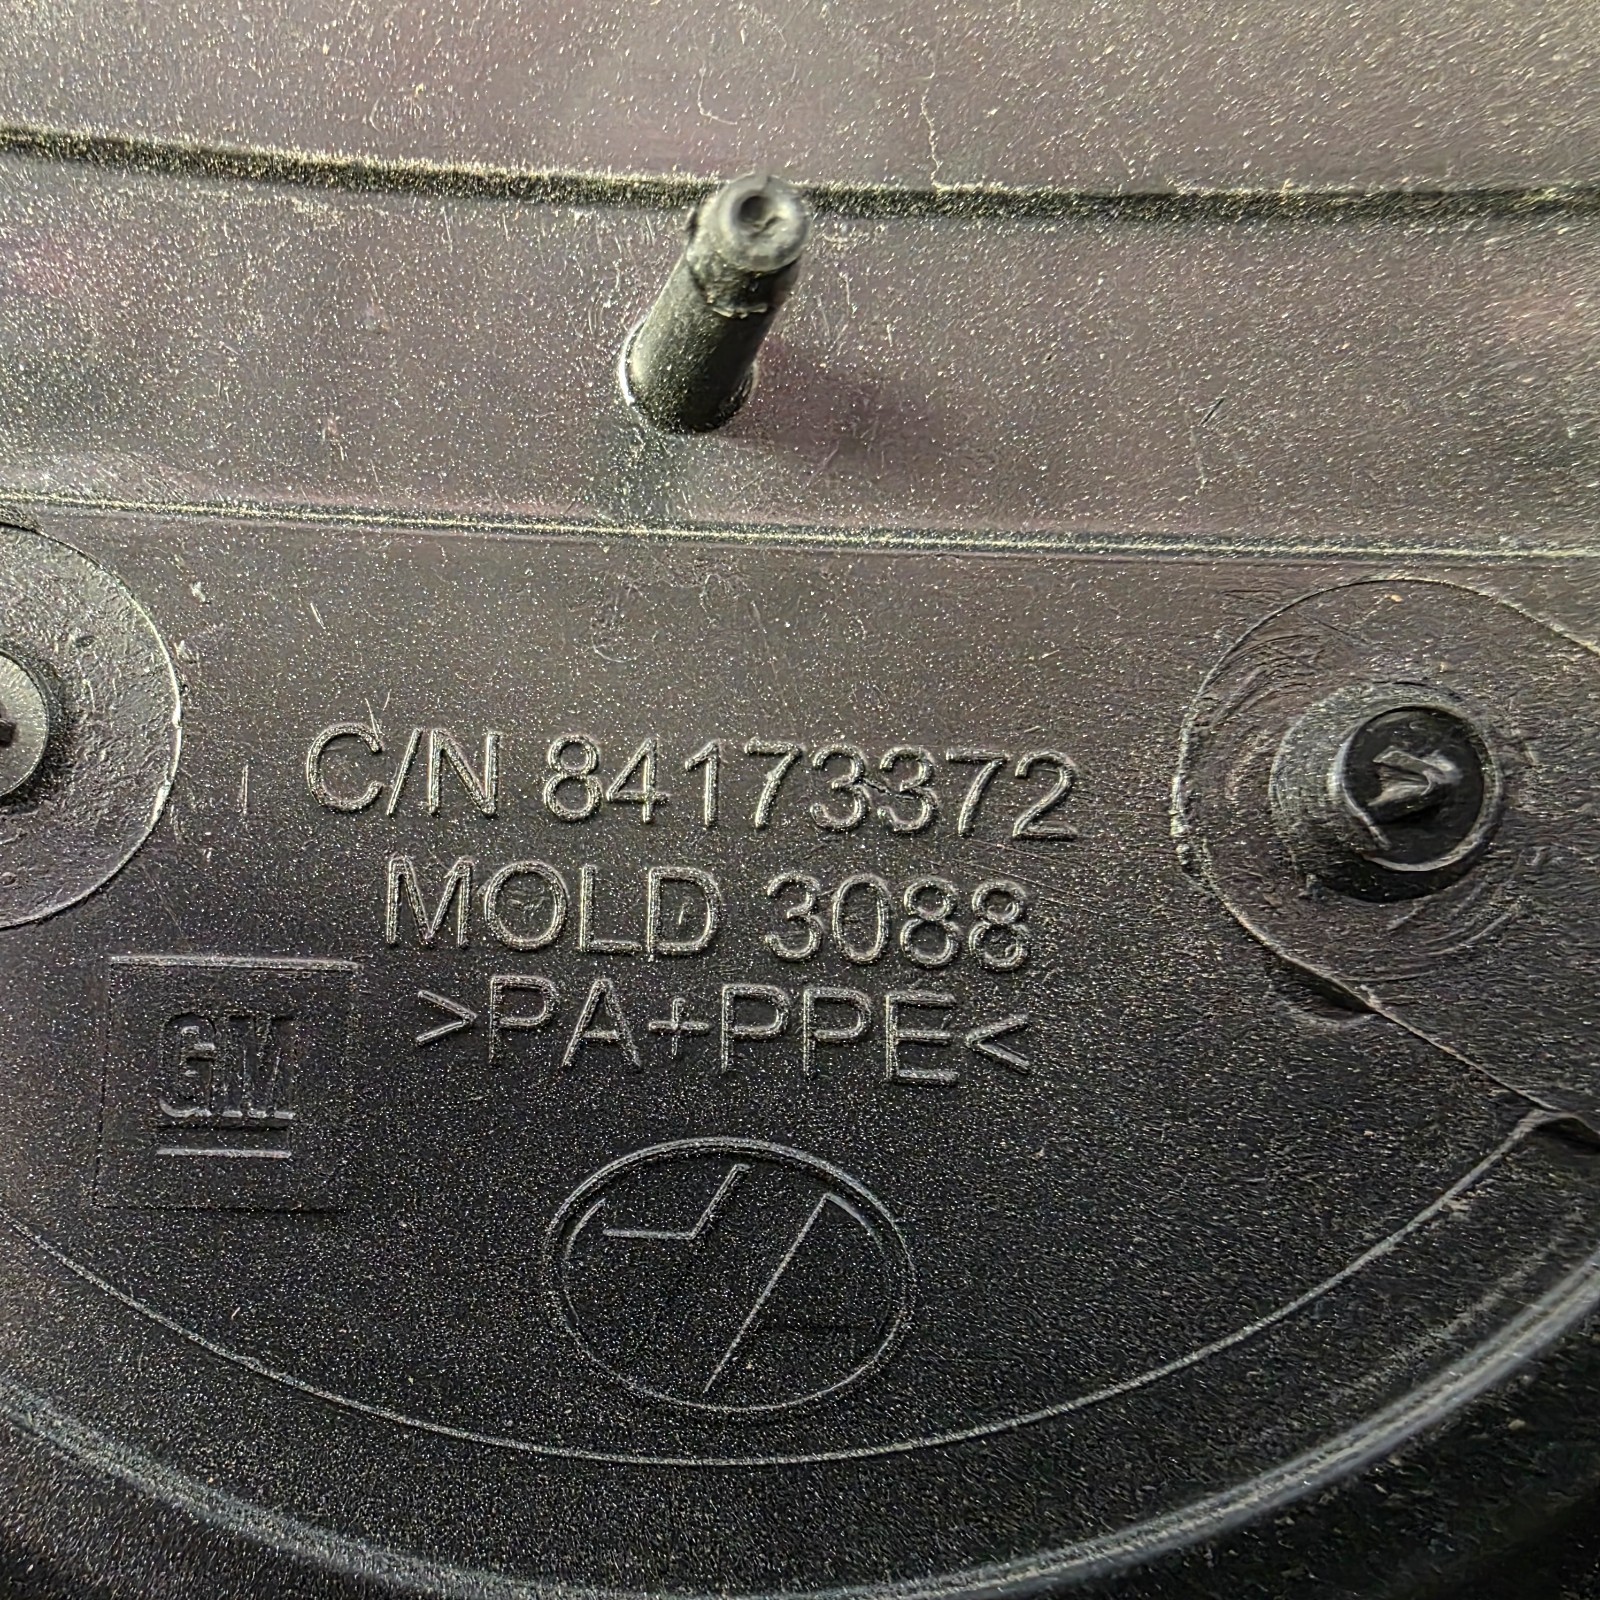 C/N 84173372
MOLD 3088
>PA+PPE<
GM